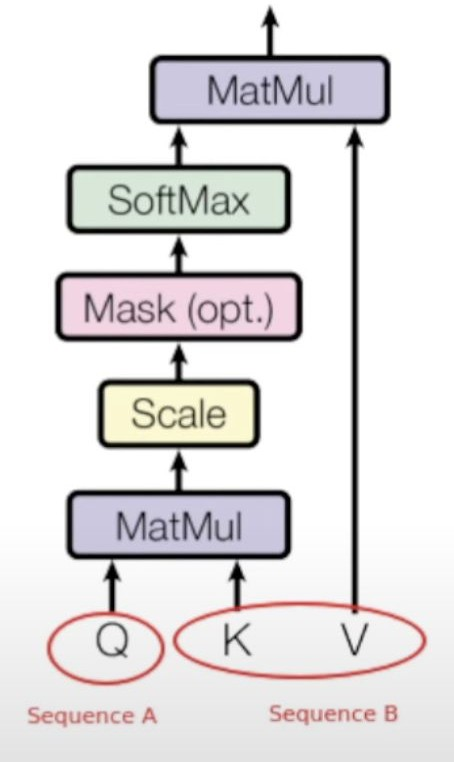 MatMul
SoftMax
Mask (opt.)
Scale
MatMul
Q K V
Sequence A Sequence B